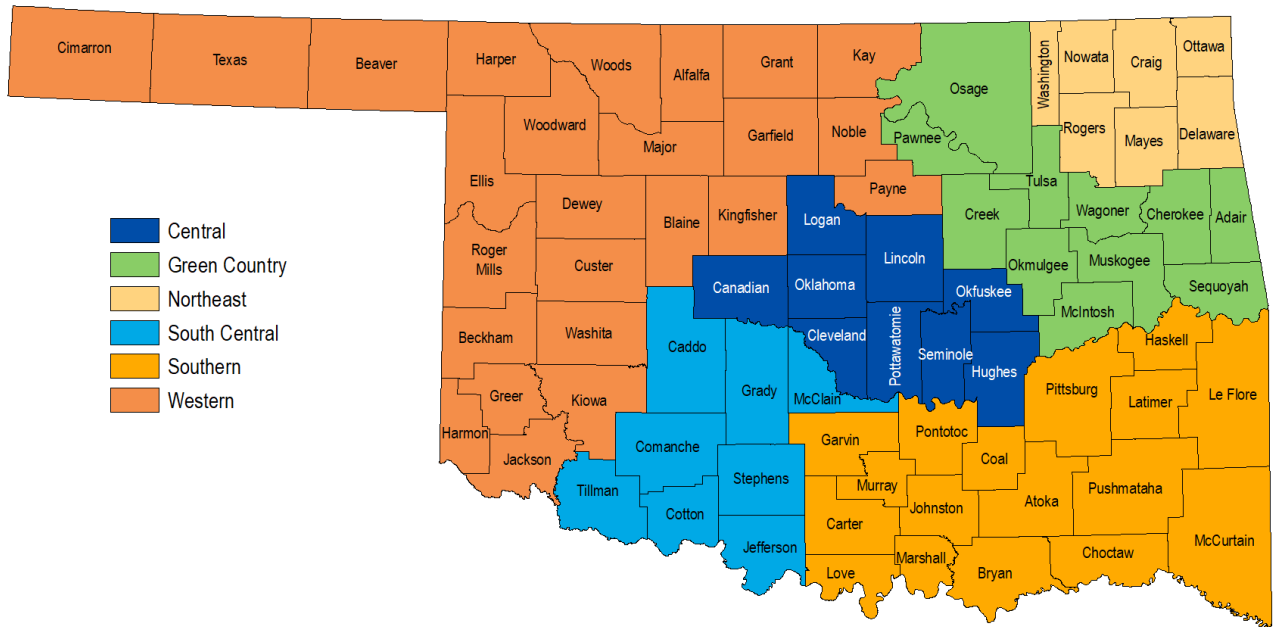 Cimarron
Texas
Beaver
Harper
Woods
Alfalfa
Grant
Kay
Osage
Washington
Nowata
Craig
Ottawa
Woodward
Major
Garfield
Noble
Pawnee
Rogers
Mayes
Delaware
Ellis
Dewey
Blaine
Kingfisher
Logan
Payne
Creek
Tulsa
Wagoner
Cherokee
Adair
Roger
Mills
Custer
Canadian
Oklahoma
Lincoln
Okfuskee
Okmulgee
Muskogee
Sequoyah
McIntosh
Beckham
Washita
Caddo
Grady
Cleveland
McClain
Pottawatomie
Seminole
Hughes
Pittsburg
Haskell
Latimer
Le Flore
Harmon
Greer
Kiowa
Jackson
Comanche
Tillman
Cotton
Stephens
Jefferson
Garvin
Pontotoc
Coal
Murray
Carter
Johnston
Atoka
Pushmataha
McCurtain
Love
Marshall
Bryan
Choctaw
Central
Green Country
Northeast
South Central
Southern
Western